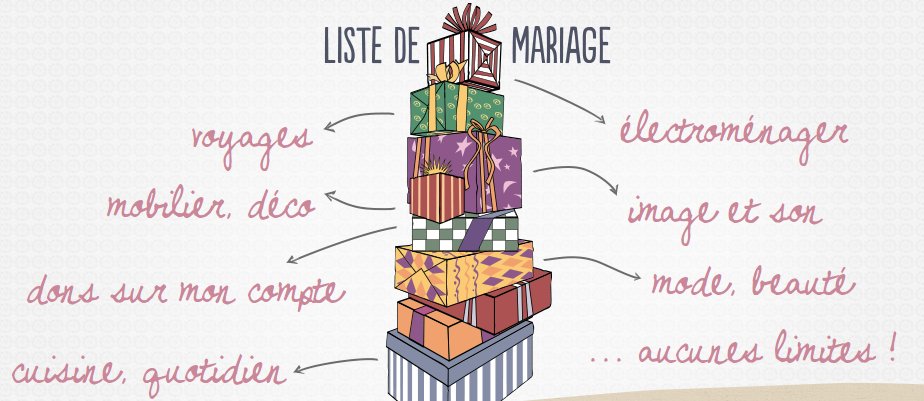 LISTE DE MARIAGE
voyages
électroménager
mobilier, déco
image et son
dons sur mon compte
mode, beauté
cuisine, quotidien
... aucunes limites !